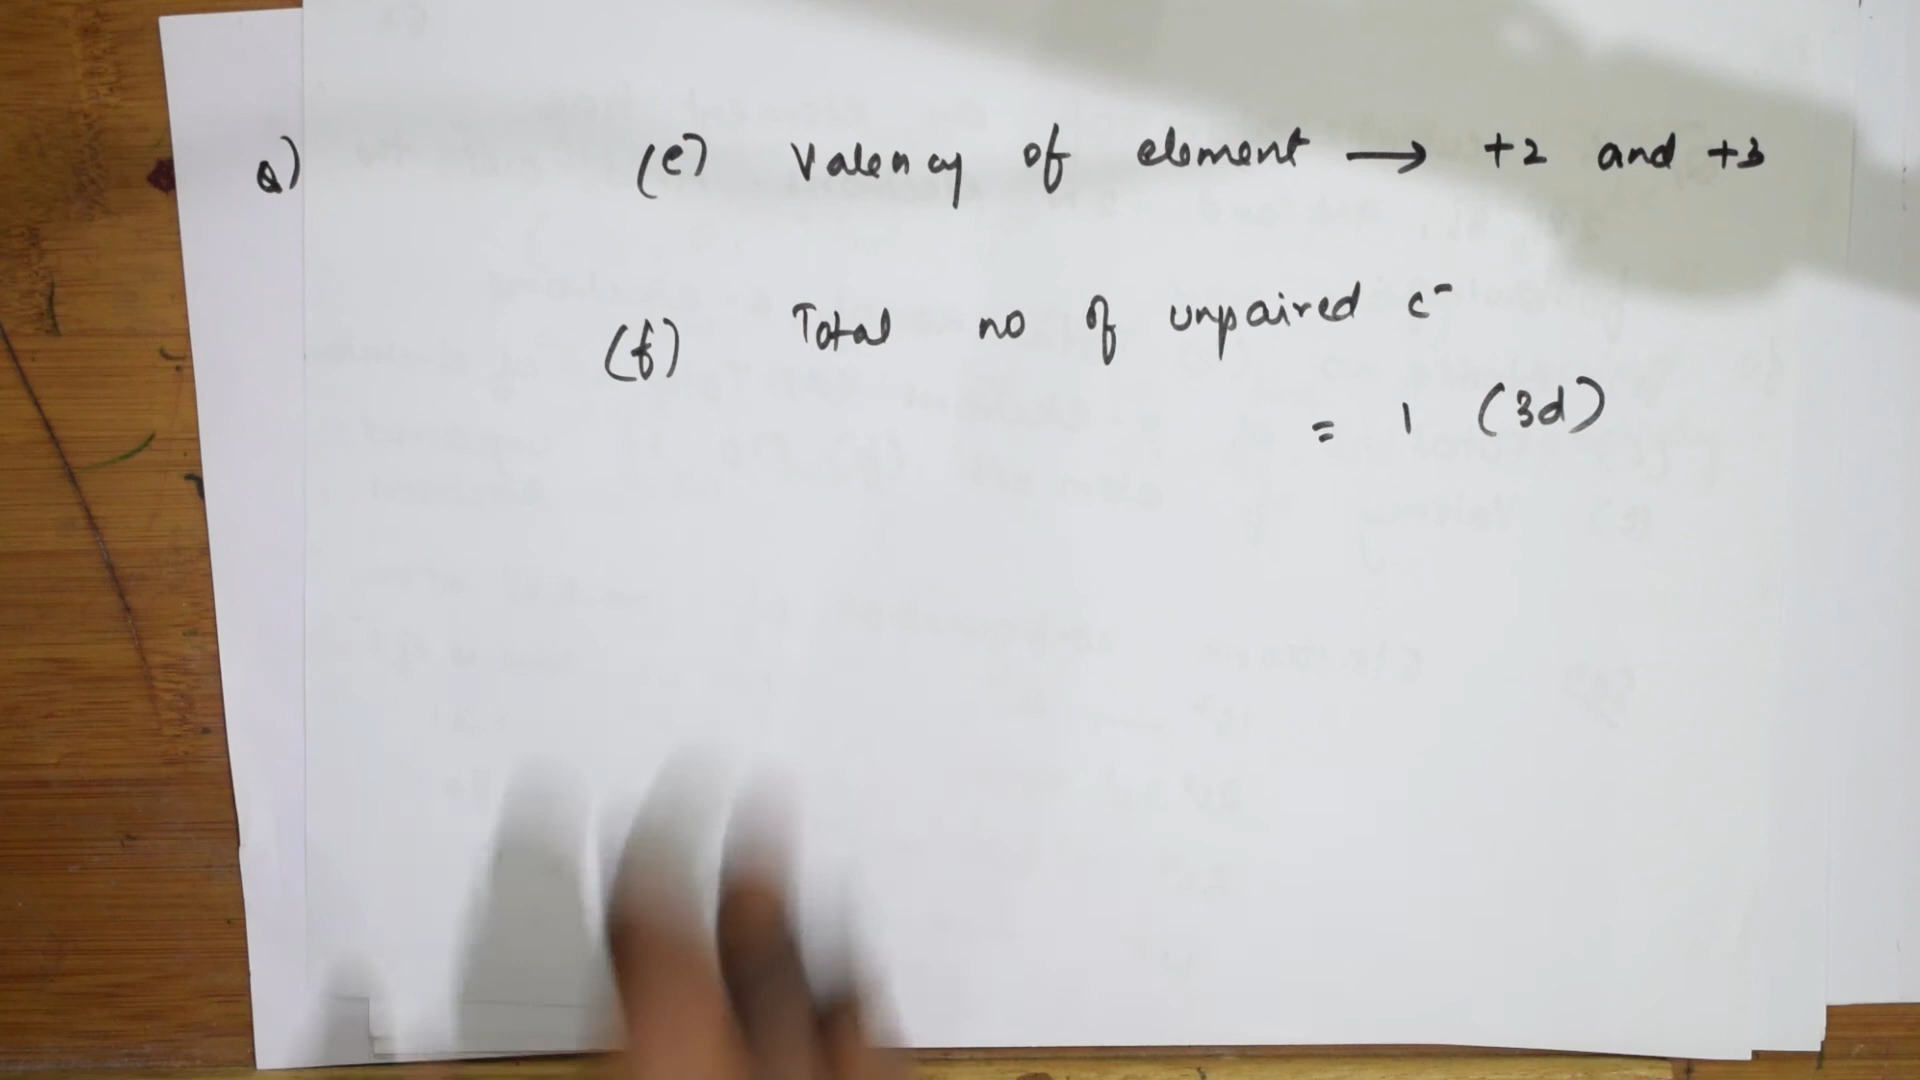 Q) (e) Valency of element → +2 and +3
(f) Total no of unpaired e⁻
= 1 (3d)